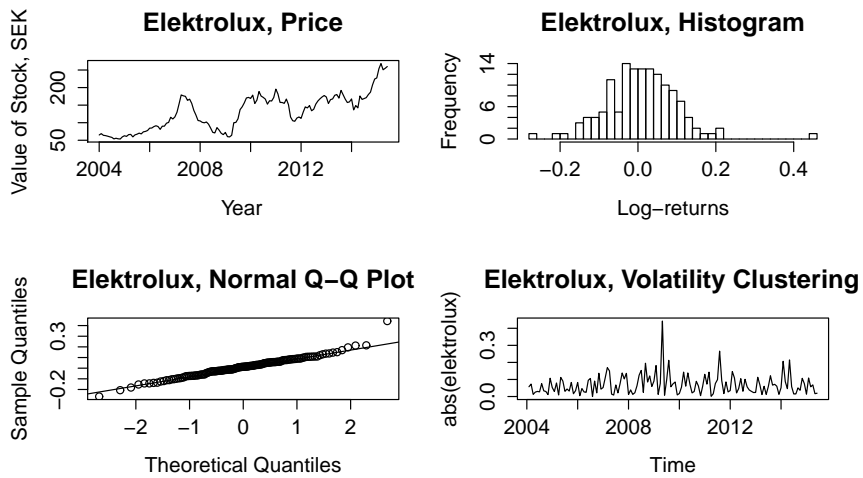 Elektrolux, Price
Value of Stock, SEK
200
50
2004
2008
2012
Year
Elektrolux, Histogram
Frequency
14
6
0
−0.2
0.0
0.2
0.4
Log−returns
Elektrolux, Normal Q−Q Plot
Sample Quantiles
0.3
−0.2
−2
−1
0
1
2
Theoretical Quantiles
Elektrolux, Volatility Clustering
abs(elektrolux)
0.3
0.0
2004
2008
2012
Time